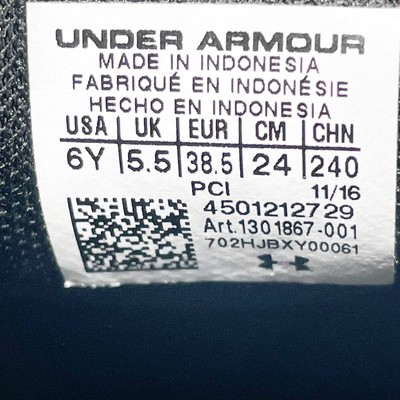 UNDER ARMOUR
MADE IN INDONESIA
FABRIQUÉ EN INDONÉSIE
HECHO EN INDONESIA
USA UK EUR CM CHN
6Y 5.5 38.5 24 240
PCI 11/16
4501212729
Art.1301867-001
702HJBXY00061